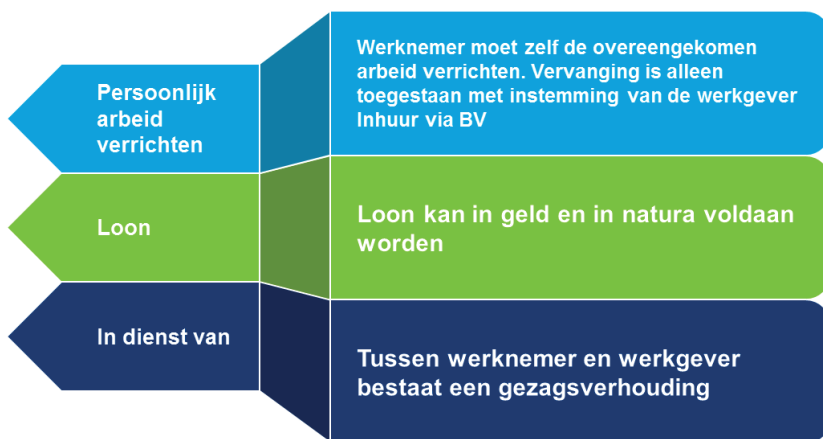 Persoonlijk
arbeid
verrichten
Werknemer moet zelf de overeengekomen
arbeid verrichten. Vervanging is alleen
toegestaan met instemming van de werkgever
Inhuur via BV
Loon
Loon kan in geld en in natura voldaan
worden
In dienst van
Tussen werknemer en werkgever
bestaat een gezagsverhouding